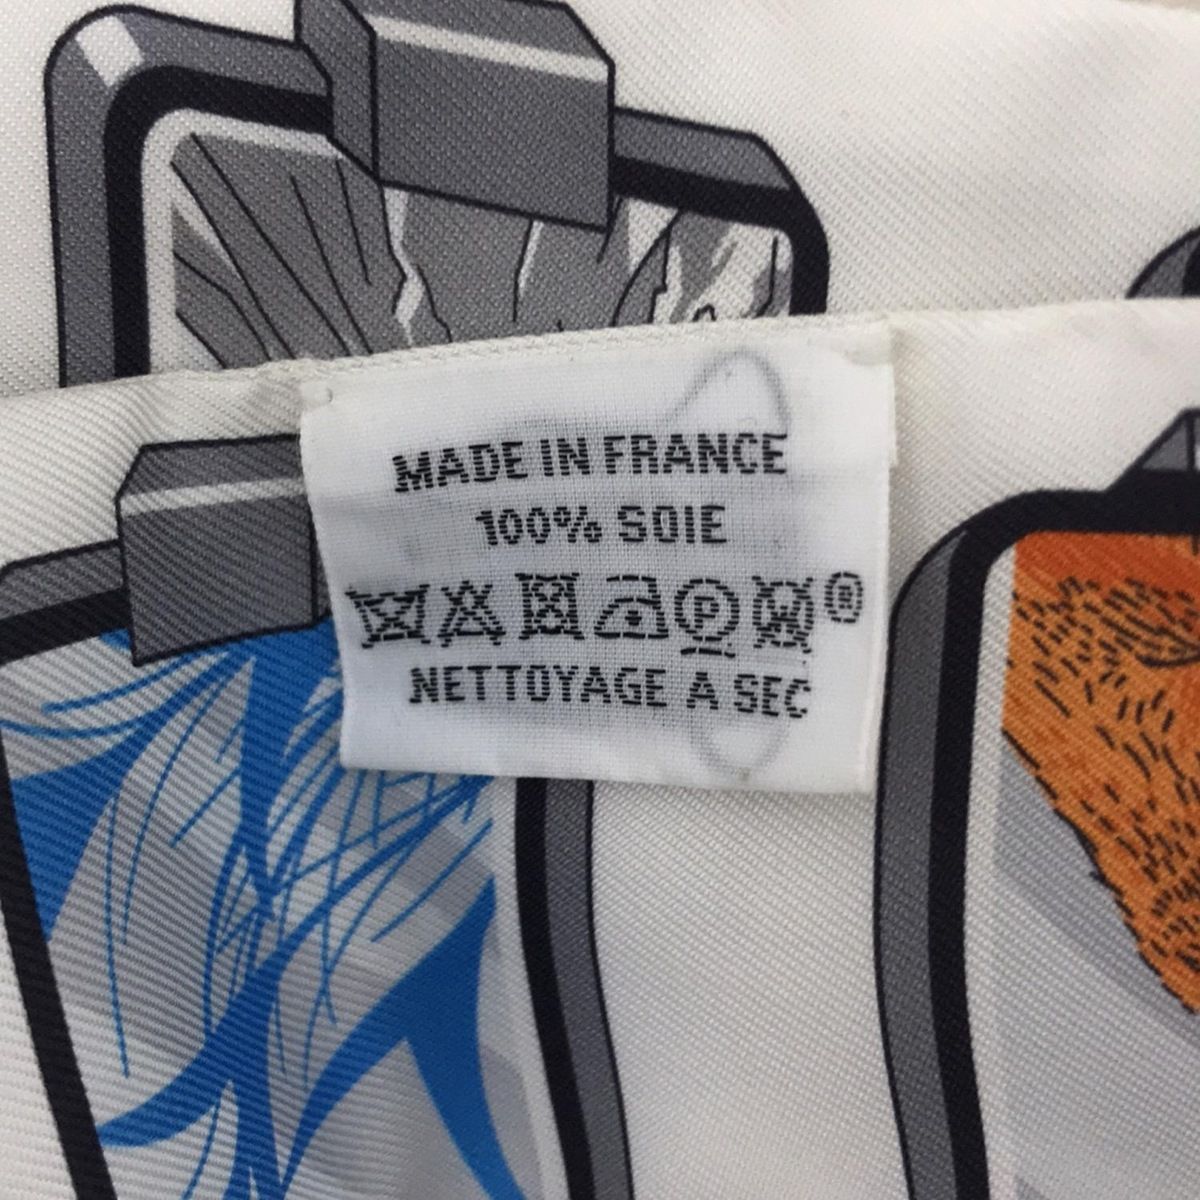 MADE IN FRANCE
100% SOIE
P ®
NETTOYAGE A SEC